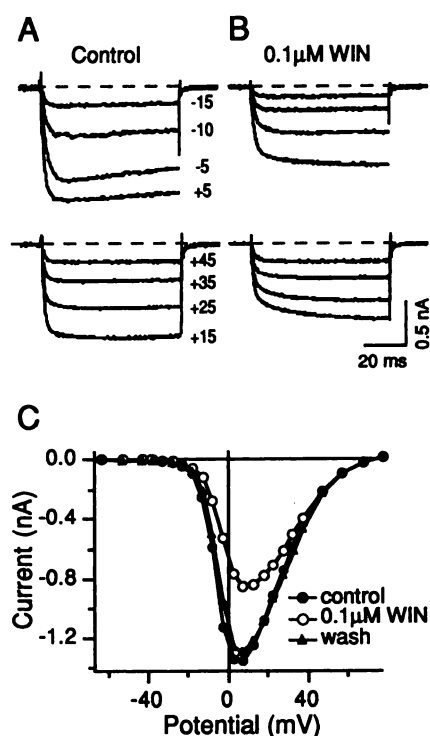 A
B
Control
0.1µM WIN
-15
-10
-5
+5
+45
+35
+25
+15
0.5 nA
20 ms
C
0.0
-0.4
-0.8
-1.2
Current (nA)
control
0.1µM WIN
wash
-40
0
40
Potential (mV)